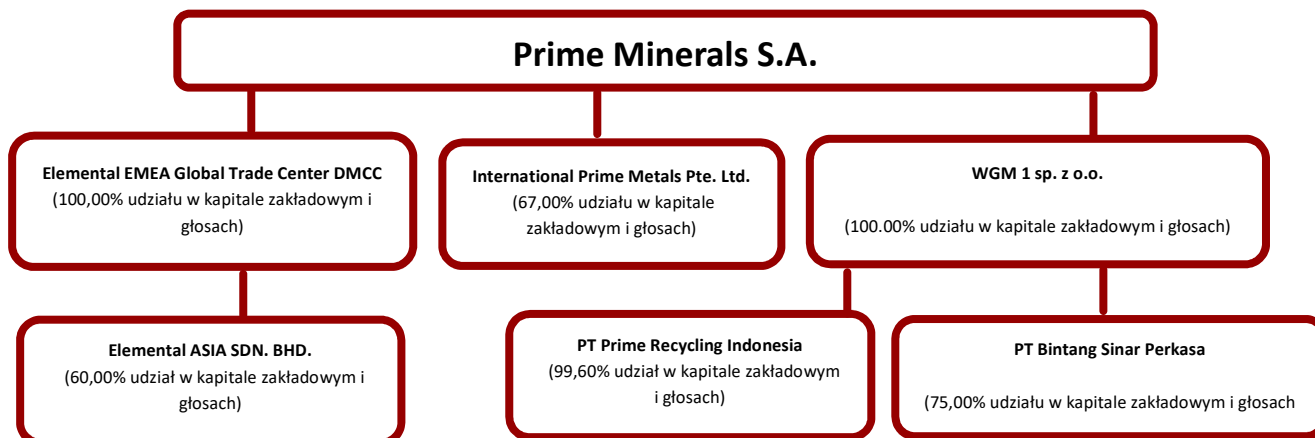 Prime Minerals S.A.
Elemental EMEA Global Trade Center DMCC
(100,00% udziału w kapitale zakładowym i
głosach)
International Prime Metals Pte. Ltd.
(67,00% udziału w kapitale
zakładowym i głosach)
WGM 1 sp. z o.o.
(100.00% udziału w kapitale zakładowym i głosach)
Elemental ASIA SDN. BHD.
(60,00% udział w kapitale zakładowym i
głosach)
PT Prime Recycling Indonesia
(99,60% udział w kapitale zakładowym
i głosach)
PT Bintang Sinar Perkasa
(75,00% udziału w kapitale zakładowym i głosach